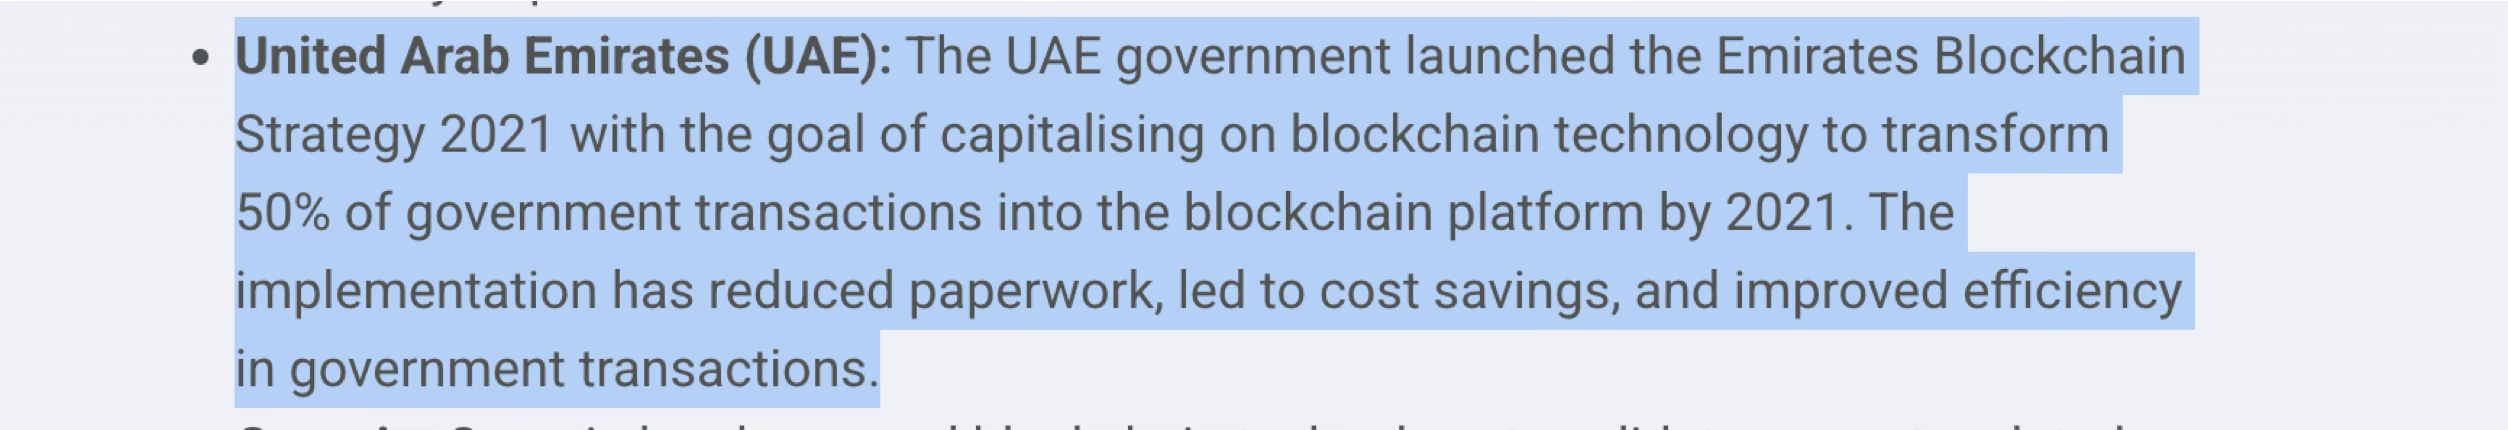 • United Arab Emirates (UAE): The UAE government launched the Emirates Blockchain
Strategy 2021 with the goal of capitalising on blockchain technology to transform
50% of government transactions into the blockchain platform by 2021. The
implementation has reduced paperwork, led to cost savings, and improved efficiency
in government transactions.